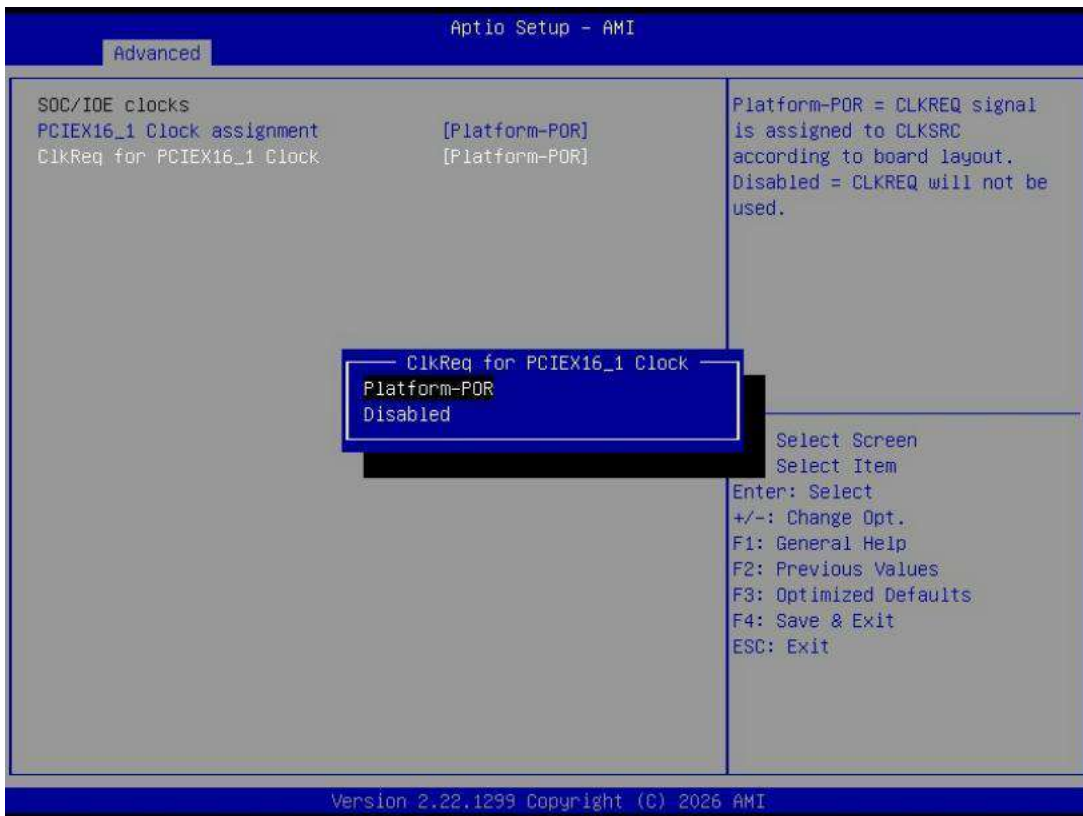 Aptio Setup - AMI
Advanced
SOC/IOE clocks
PCIEX16_1 Clock assignment [Platform-POR]
ClkReq for PCIEX16_1 Clock [Platform-POR]
Platform-POR = CLKREQ signal
is assigned to CLKSRC
according to board layout.
Disabled = CLKREQ will not be
used.
ClkReq for PCIEX16_1 Clock
Platform-POR
Disabled
Select Screen
Select Item
Enter: Select
+/-: Change Opt.
F1: General Help
F2: Previous Values
F3: Optimized Defaults
F4: Save & Exit
ESC: Exit
Version 2.22.1299 Copyright (C) 2026 AMI